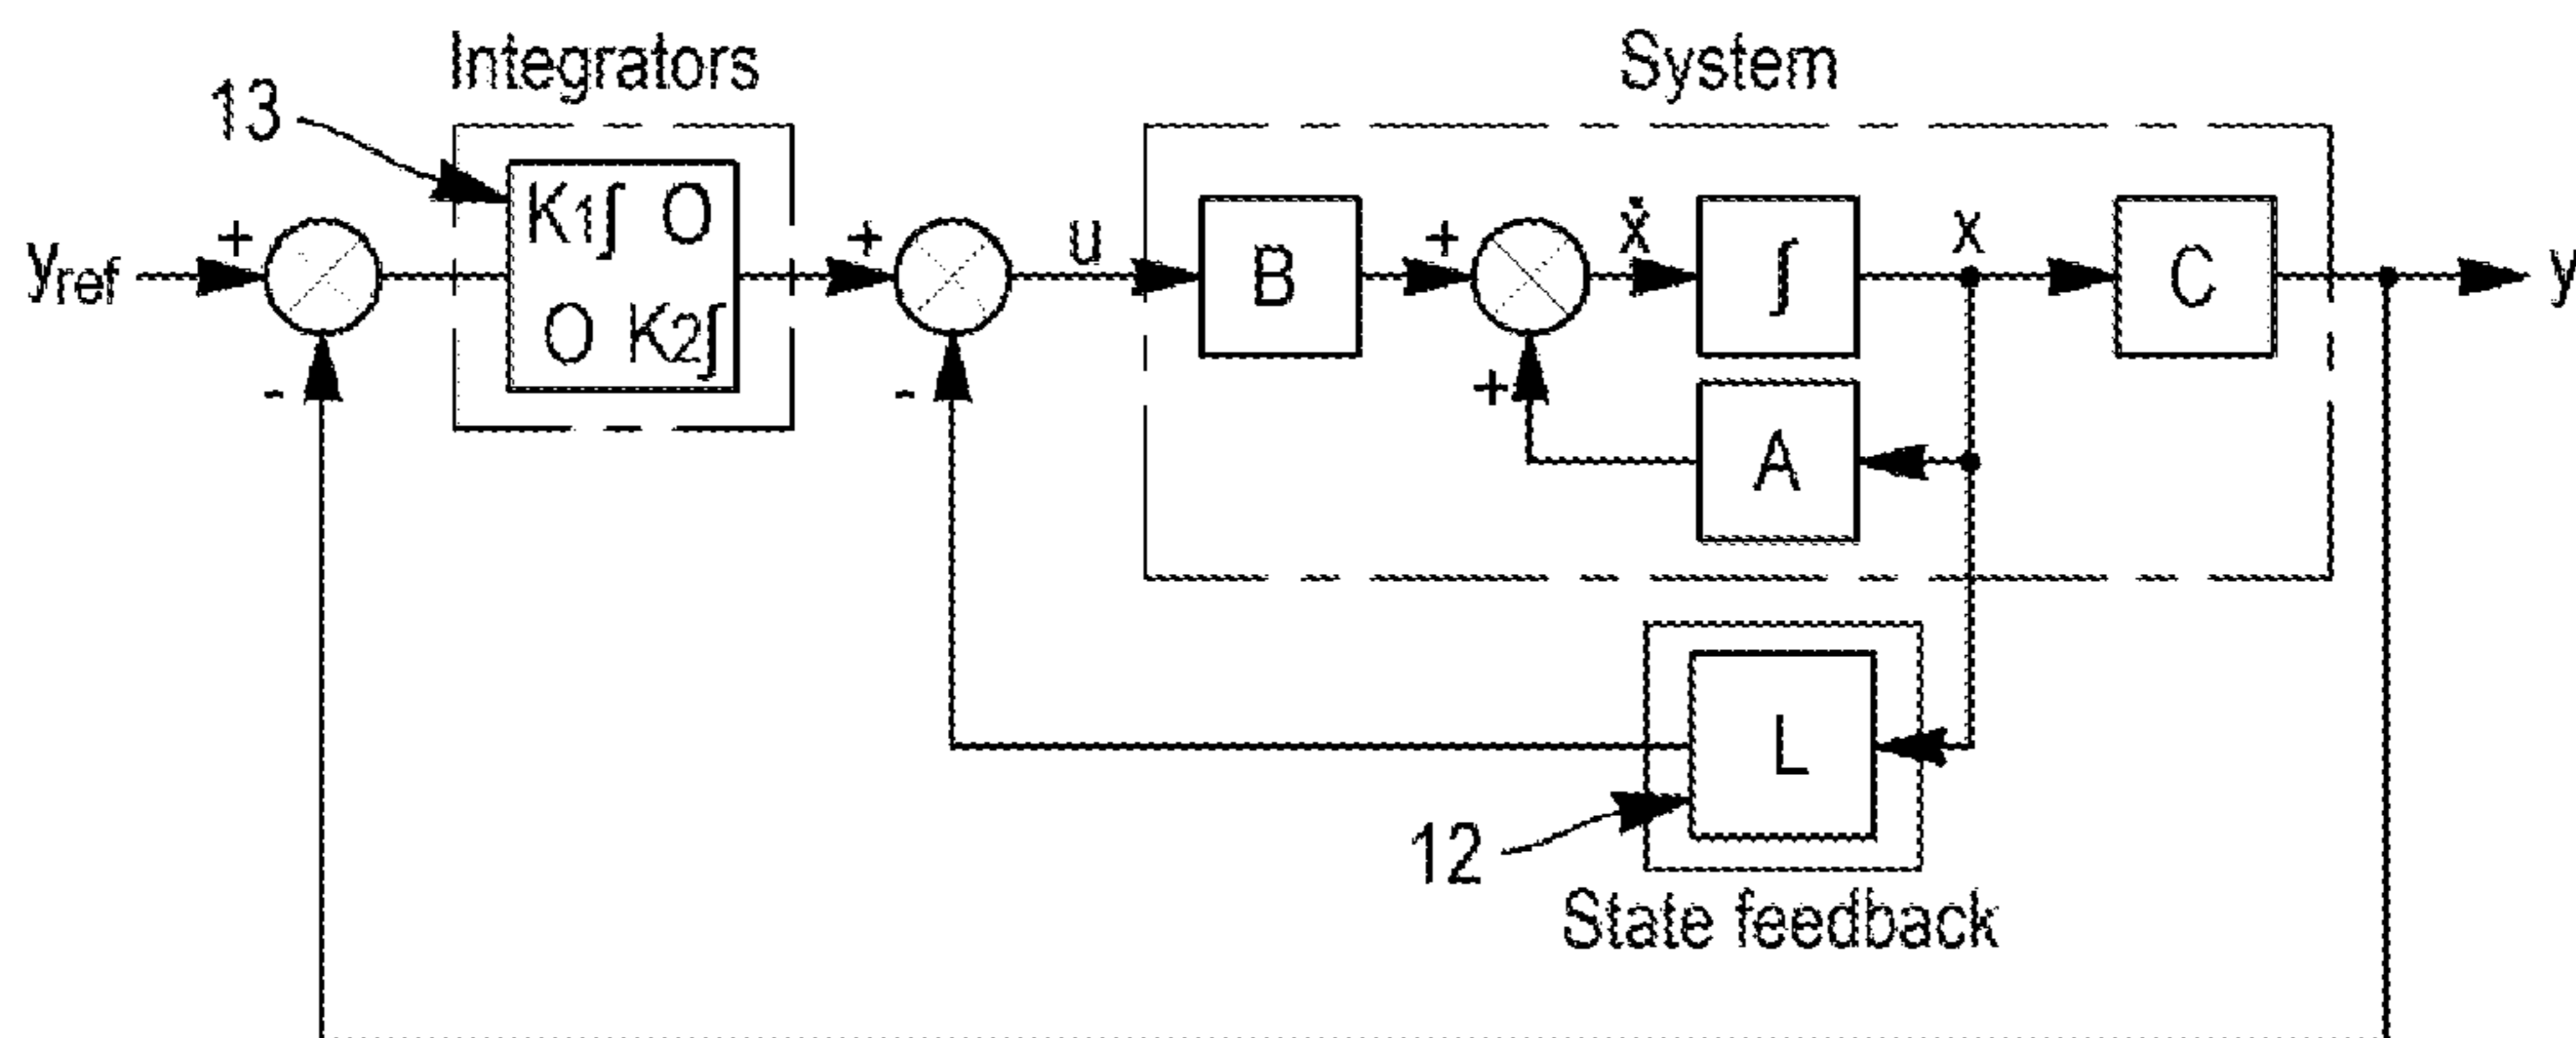 Integrators
System
13
K1∫ O
O K2∫
yref
+
-
+
-
u
B
+
+
ẋ
∫
x
C
y
A
L
12
State feedback